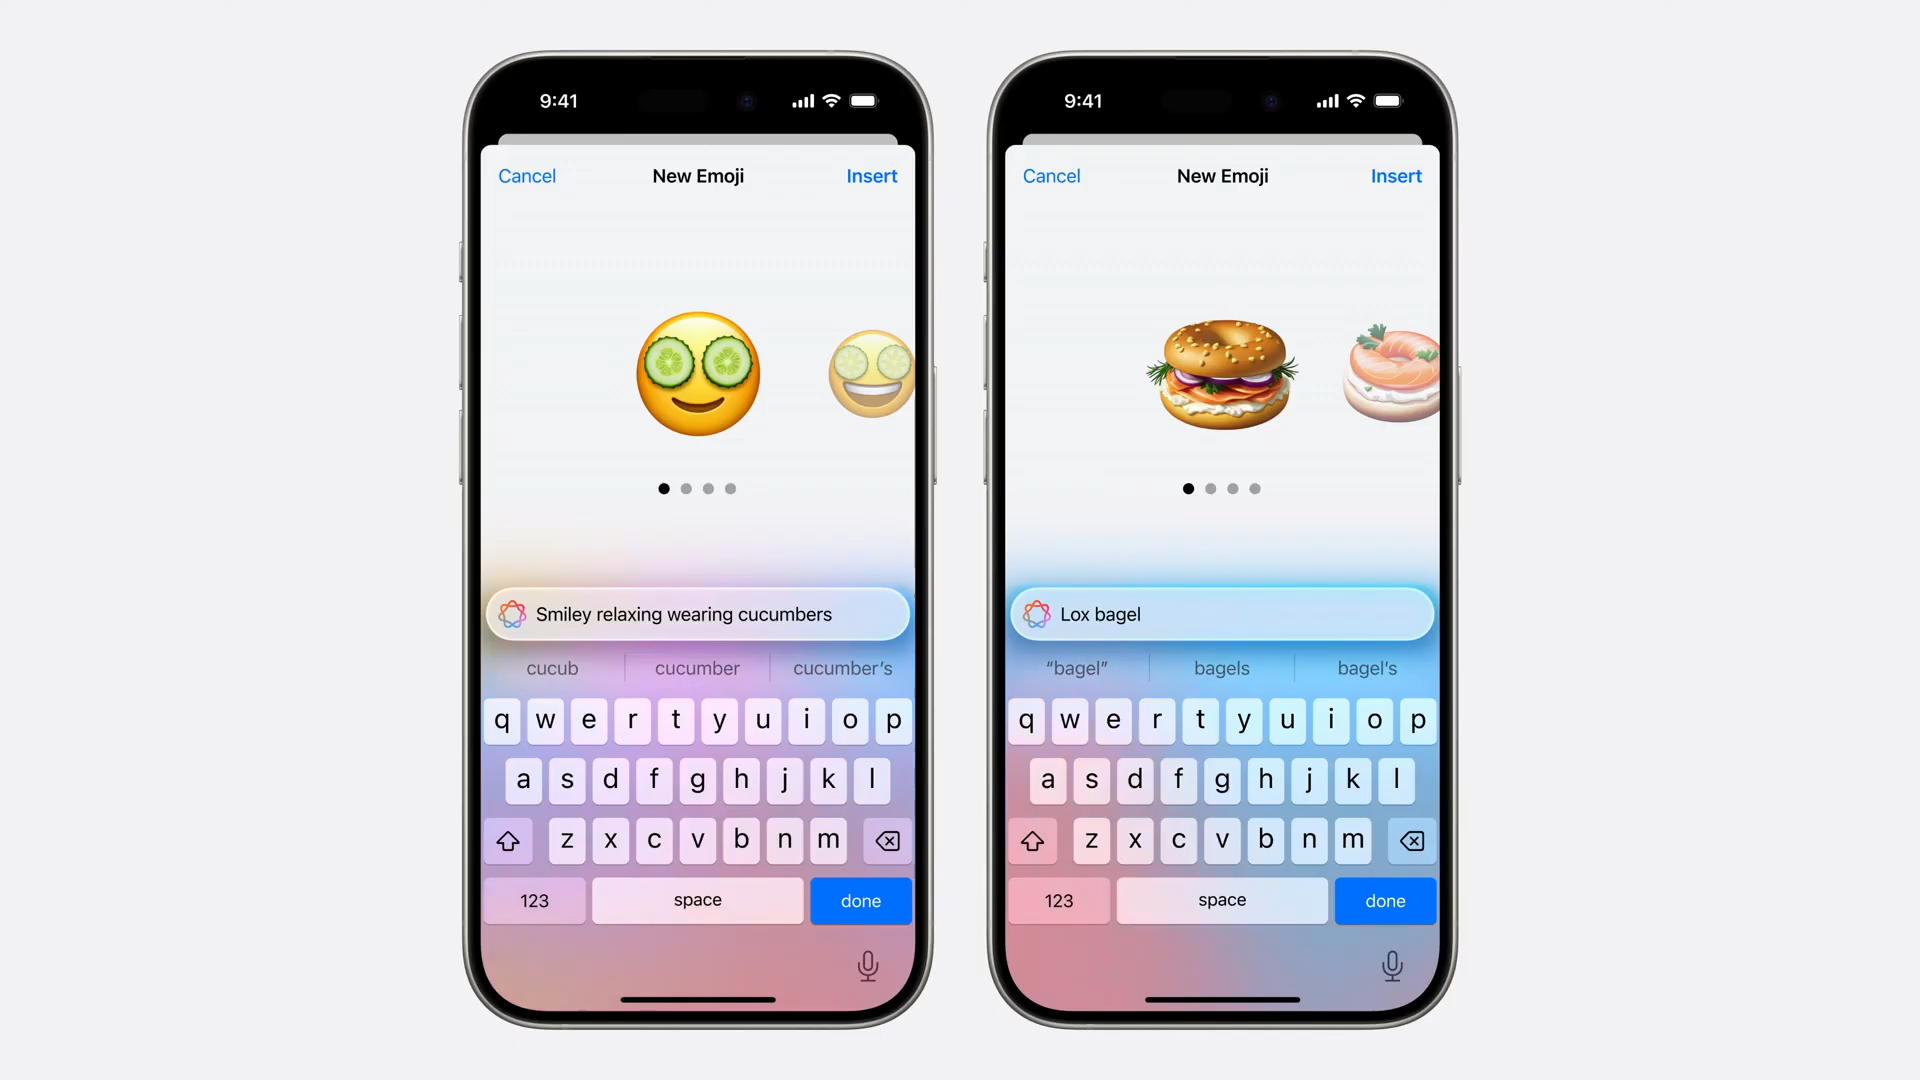 9:41
Cancel New Emoji Insert
Smiley relaxing wearing cucumbers
cucub cucumber cucumber’s
q w e r t y u i o p
a s d f g h j k l
z x c v b n m
123 space done
9:41
Cancel New Emoji Insert
Lox bagel
“bagel” bagels bagel’s
q w e r t y u i o p
a s d f g h j k l
z x c v b n m
123 space done